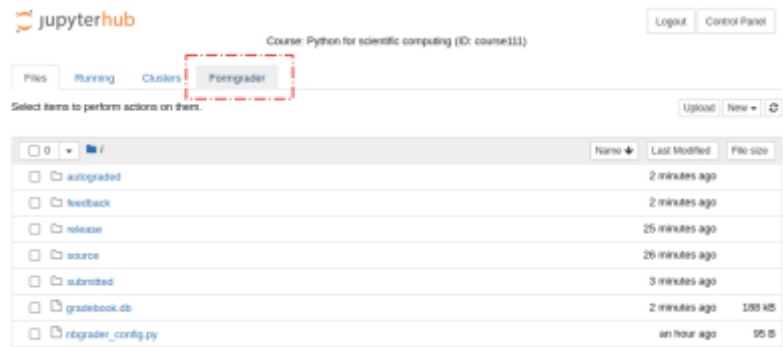 jupyterhub
Logout Control Panel
Course: Python for scientific computing (ID: course111)
Files Running Clusters Formgrader
Select items to perform actions on them.
Upload New
0 / Name Last Modified File size
autograded 2 minutes ago
feedback 2 minutes ago
release 25 minutes ago
source 26 minutes ago
submitted 3 minutes ago
gradebook.db 2 minutes ago 188 kB
nbgrader_config.py an hour ago 95 B